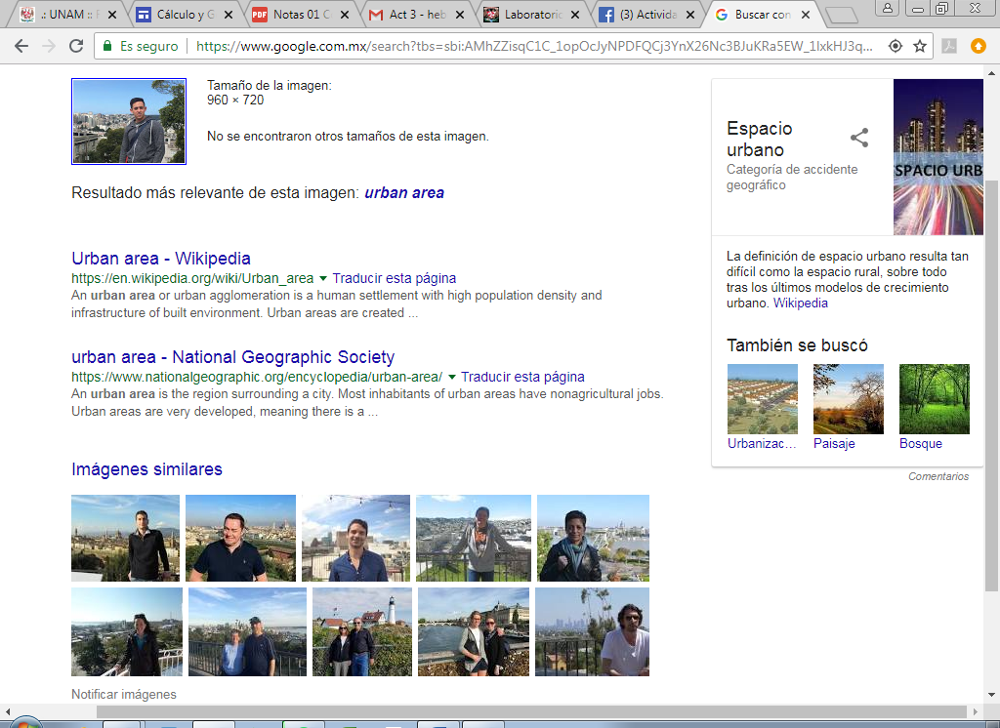 .: UNAM ::
Cálculo y G
PDF Notas 01 C
Act 3 - heb
Laboratorio
(3) Activida
Buscar con
Es seguro
https://www.google.com.mx/search?tbs=sbi:AMhZZisqC1C_1opOcJyNPDFQCj3YnX26Nc3BJuKRa5EW_1IxkHJ3q...
Tamaño de la imagen:
960 × 720
No se encontraron otros tamaños de esta imagen.
Resultado más relevante de esta imagen: urban area
Urban area - Wikipedia
https://en.wikipedia.org/wiki/Urban_area ▼ Traducir esta página
An urban area or urban agglomeration is a human settlement with high population density and
infrastructure of built environment. Urban areas are created ...
urban area - National Geographic Society
https://www.nationalgeographic.org/encyclopedia/urban-area/ ▼ Traducir esta página
An urban area is the region surrounding a city. Most inhabitants of urban areas have nonagricultural jobs.
Urban areas are very developed, meaning there is a ...
Imágenes similares
Notificar imágenes
Espacio
urbano
Categoría de accidente
geográfico
SPACIO URB
La definición de espacio urbano resulta tan
difícil como la espacio rural, sobre todo
tras los últimos modelos de crecimiento
urbano. Wikipedia
También se buscó
Urbanizac...
Paisaje
Bosque
Comentarios